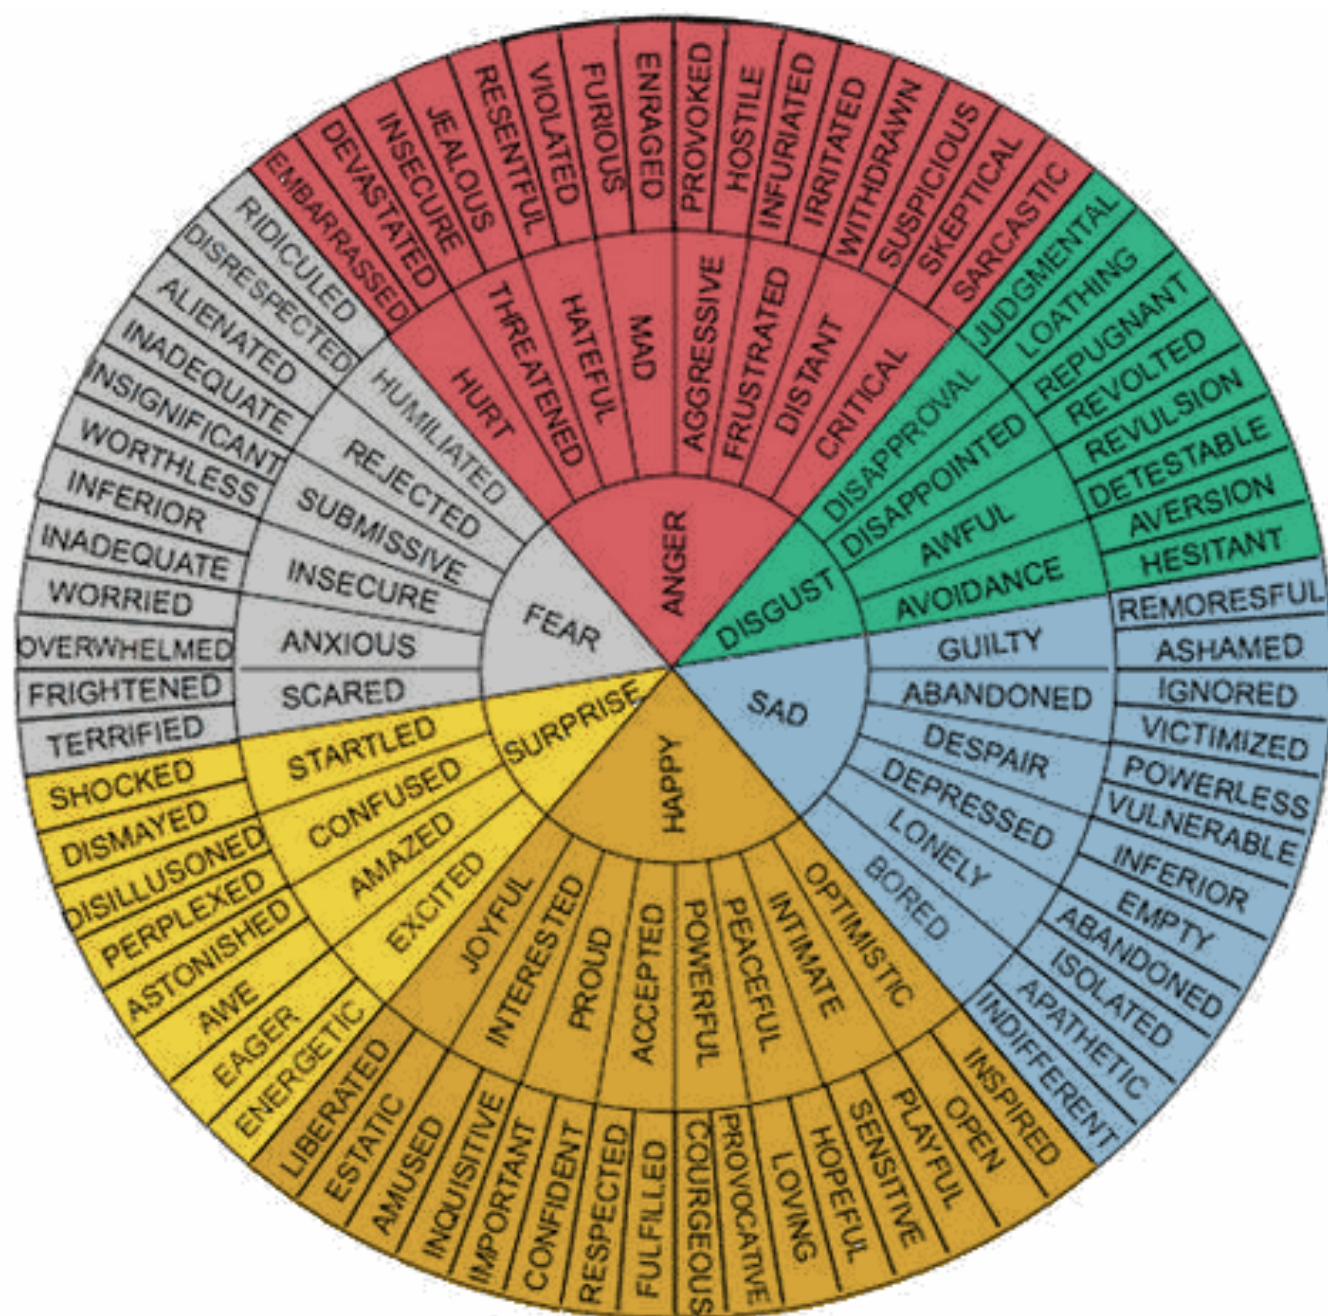 ANGER
DISGUST
SAD
HAPPY
SURPRISE
FEAR
HURT
THREATENED
HATEFUL
MAD
AGGRESSIVE
FRUSTRATED
DISTANT
CRITICAL
DISAPPROVAL
DISAPPOINTED
AWFUL
AVOIDANCE
GUILTY
ABANDONED
DESPAIR
DEPRESSED
LONELY
BORED
OPTIMISTIC
INTIMATE
PEACEFUL
POWERFUL
ACCEPTED
PROUD
INTERESTED
JOYFUL
EXCITED
AMAZED
CONFUSED
STARTLED
SCARED
ANXIOUS
INSECURE
SUBMISSIVE
REJECTED
HUMILIATED
EMBARRASSED
DEVASTATED
INSECURE
JEALOUS
RESENTFUL
VIOLATED
FURIOUS
ENRAGED
PROVOKED
HOSTILE
INFURIATED
IRRITATED
WITHDRAWN
SUSPICIOUS
SKEPTICAL
SARCASTIC
JUDGMENTAL
LOATHING
REPUGNANT
REVOLTED
REVULSION
DETESTABLE
AVERSION
HESITANT
REMORESFUL
ASHAMED
IGNORED
VICTIMIZED
POWERLESS
VULNERABLE
INFERIOR
EMPTY
ABANDONED
ISOLATED
APATHETIC
INDIFFERENT
INSPIRED
OPEN
PLAYFUL
SENSITIVE
HOPEFUL
LOVING
PROVOCATIVE
COURGEOUS
FULFILLED
RESPECTED
CONFIDENT
IMPORTANT
INQUISITIVE
AMUSED
ESTATIC
LIBERATED
ENERGETIC
EAGER
AWE
ASTONISHED
PERPLEXED
DISILLUSONED
DISMAYED
SHOCKED
TERRIFIED
FRIGHTENED
OVERWHELMED
WORRIED
INADEQUATE
INFERIOR
WORTHLESS
INSIGNIFICANT
INADEQUATE
ALIENATED
DISRESPECTED
RIDICULED